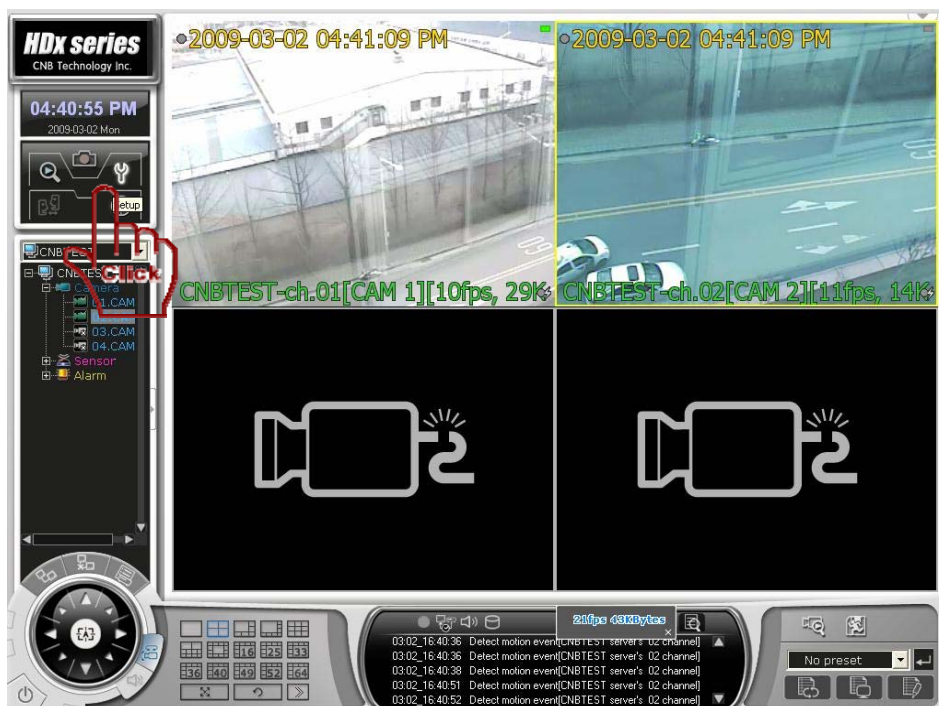 HDx series
CNB Technology Inc.
04:40:55 PM
2009-03-02 Mon
Setup
Click
CNBTEST
CNBTES
Camera
01.CAM
03.CAM
04.CAM
Sensor
Alarm
2009-03-02 04:41:09 PM
CNBTEST-ch.01[CAM 1][10fps, 29K
2009-03-02 04:41:09 PM
CNBTEST-ch.02[CAM 2][11fps, 14K
16 25 33
36 40 49 52 64
21fps 43KBytes
03:02_16:40:36 Detect motion event[CNBTEST server's 02 channel]
03:02_16:40:36 Detect motion event[CNBTEST server's 02 channel]
03:02_16:40:38 Detect motion event[CNBTEST server's 02 channel]
03:02_16:40:51 Detect motion event[CNBTEST server's 02 channel]
03:02_16:40:52 Detect motion event[CNBTEST server's 02 channel]
No preset